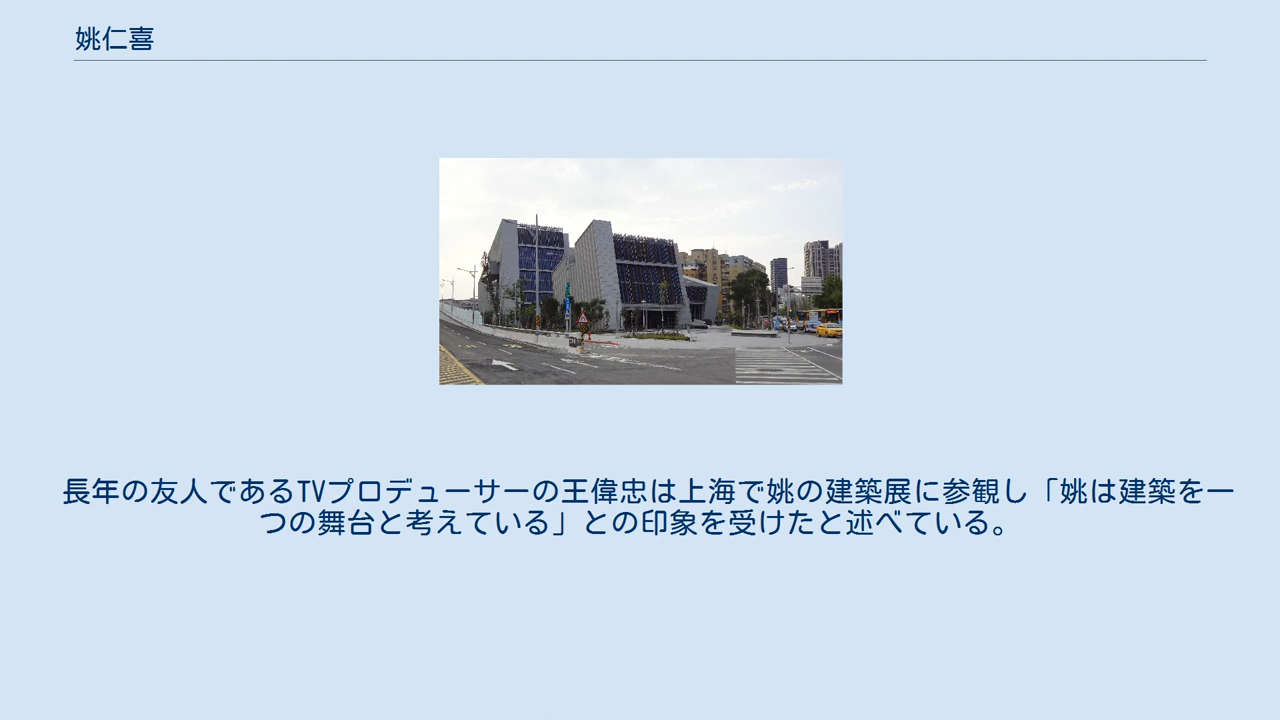 姚仁喜
長年の友人であるTVプロデューサーの王偉忠は上海で姚の建築展に参観し「姚は建築を一
つの舞台と考えている」との印象を受けたと述べている。